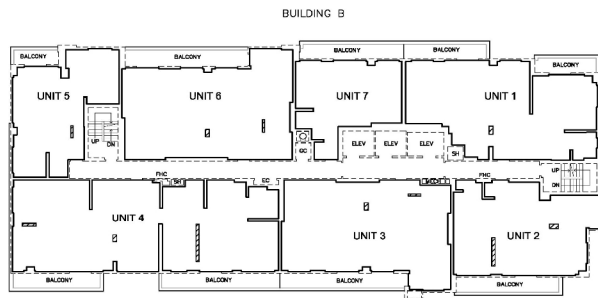 BUILDING B
BALCONY
BALCONY
BALCONY
BALCONY
BALCONY
UNIT 5
UNIT 6
UNIT 7
UNIT 1
UP
DN
ELEV
ELEV
ELEV
GC
SH
FHC
SH
EC
FHC
UP
DN
UNIT 4
UNIT 3
UNIT 2
BALCONY
BALCONY
BALCONY
BALCONY